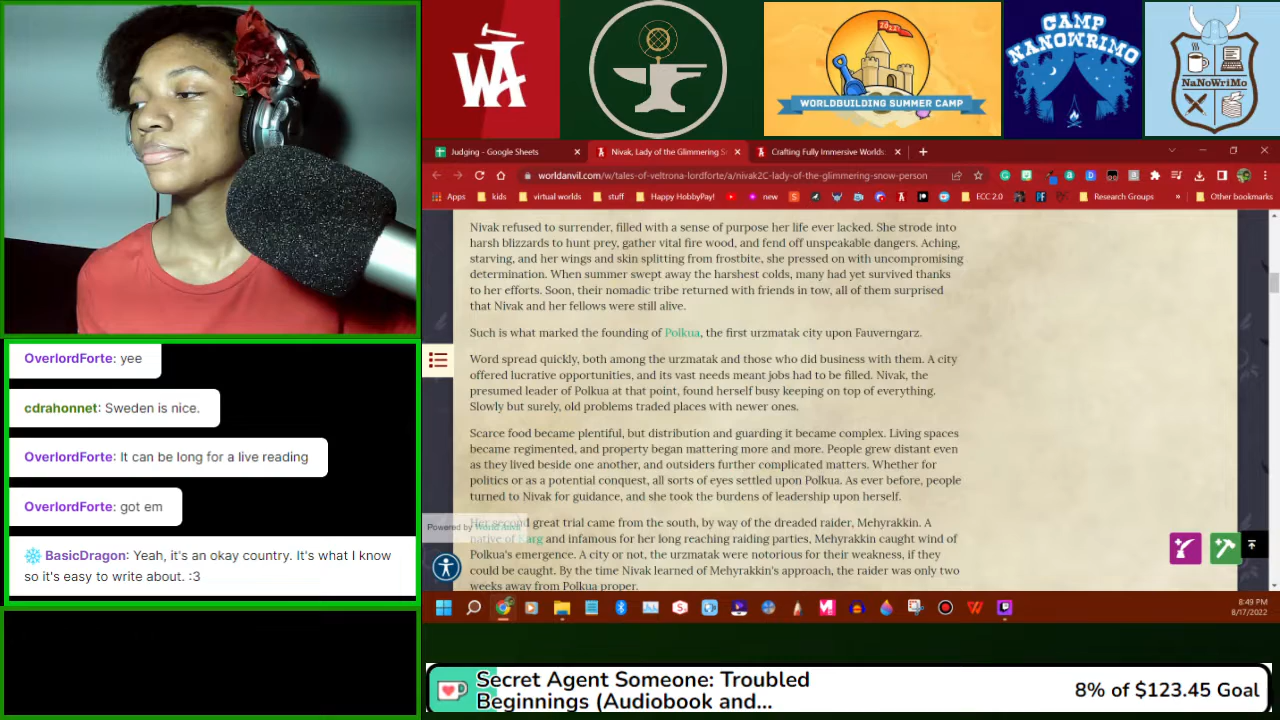 OverlordForte: yee
cdrahonnet: Sweden is nice.
OverlordForte: It can be long for a live reading
OverlordForte: got em
BasicDragon: Yeah, it's an okay country. It's what I know
so it's easy to write about. :3
WA
2022
WORLDBUILDING SUMMER CAMP
CAMP
NANOWRIMO
NaNoWriMo
Judging - Google Sheets
Nivak, Lady of the Glimmering S
Crafting Fully Immersive Worlds:
worldanvil.com/w/tales-of-veltrona-lordforte/a/nivak2C-lady-of-the-glimmering-snow-person
Apps
kids
virtual worlds
stuff
Happy HobbyPay!
new
ECC 2.0
Research Groups
»
Other bookmarks
Nivak refused to surrender, filled with a sense of purpose her life ever lacked. She strode into
harsh blizzards to hunt prey, gather vital fire wood, and fend off unspeakable dangers. Aching,
starving, and her wings and skin splitting from frostbite, she pressed on with uncompromising
determination. When summer swept away the harshest colds, many had yet survived thanks
to her efforts. Soon, their nomadic tribe returned with friends in tow, all of them surprised
that Nivak and her fellows were still alive.
Such is what marked the founding of Polkua, the first urzmatak city upon Fauverngarz.
Word spread quickly, both among the urzmatak and those who did business with them. A city
offered lucrative opportunities, and its vast needs meant jobs had to be filled. Nivak, the
presumed leader of Polkua at that point, found herself busy keeping on top of everything.
Slowly but surely, old problems traded places with newer ones.
Scarce food became plentiful, but distribution and guarding it became complex. Living spaces
became regimented, and property began mattering more and more. People grew distant even
as they lived beside one another, and outsiders further complicated matters. Whether for
politics or as a potential conquest, all sorts of eyes settled upon Polkua. As ever before, people
turned to Nivak for guidance, and she took the burdens of leadership upon herself.
Her second great trial came from the south, by way of the dreaded raider, Mehyrakkin. A
Powered by World Anvil
native of Karg and infamous for her long reaching raiding parties, Mehyrakkin caught wind of
Polkua's emergence. A city or not, the urzmatak were notorious for their weakness, if they
could be caught. By the time Nivak learned of Mehyrakkin's approach, the raider was only two
weeks away from Polkua proper.
8:49 PM
8/17/2022
Secret Agent Someone: Troubled
Beginnings (Audiobook and...
8% of $123.45 Goal